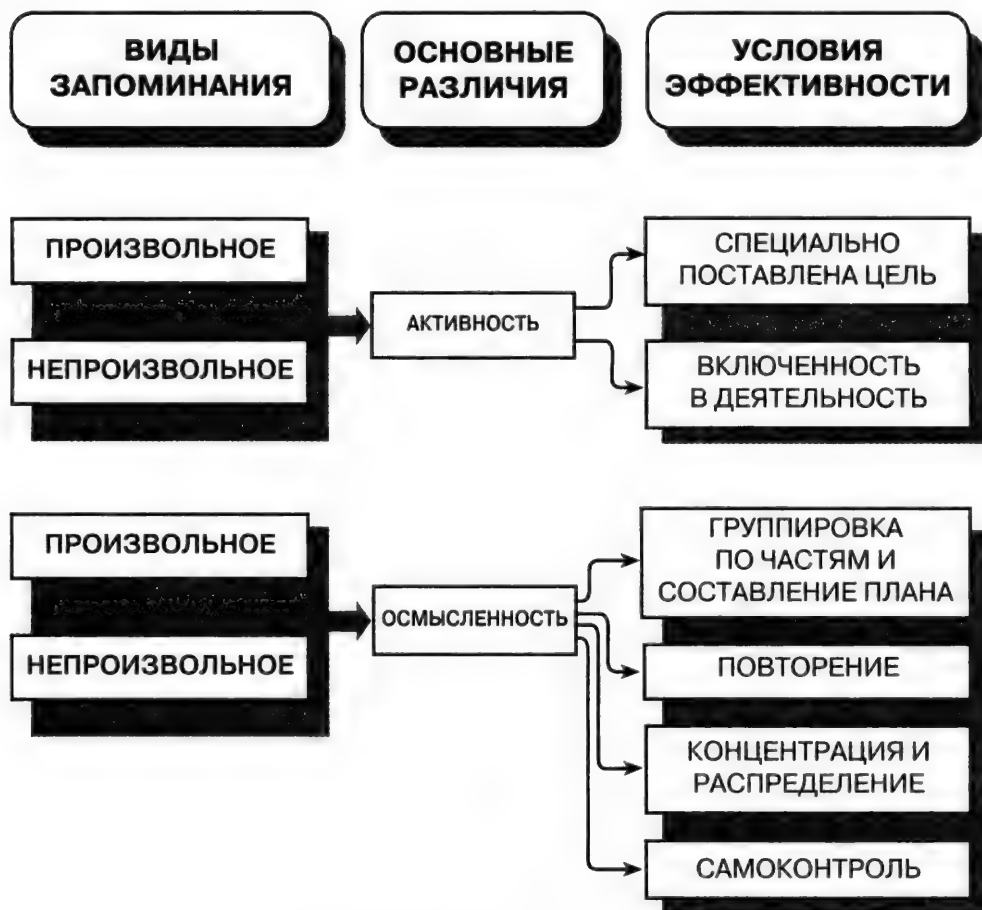 ВИДЫ
ЗАПОМИНАНИЯ
ОСНОВНЫЕ
РАЗЛИЧИЯ
УСЛОВИЯ
ЭФФЕКТИВНОСТИ
ПРОИЗВОЛЬНОЕ
НЕПРОИЗВОЛЬНОЕ
АКТИВНОСТЬ
СПЕЦИАЛЬНО
ПОСТАВЛЕНА ЦЕЛЬ
ВКЛЮЧЕННОСТЬ
В ДЕЯТЕЛЬНОСТЬ
ПРОИЗВОЛЬНОЕ
НЕПРОИЗВОЛЬНОЕ
ОСМЫСЛЕННОСТЬ
ГРУППИРОВКА
ПО ЧАСТЯМ И
СОСТАВЛЕНИЕ ПЛАНА
ПОВТОРЕНИЕ
КОНЦЕНТРАЦИЯ И
РАСПРЕДЕЛЕНИЕ
САМОКОНТРОЛЬ